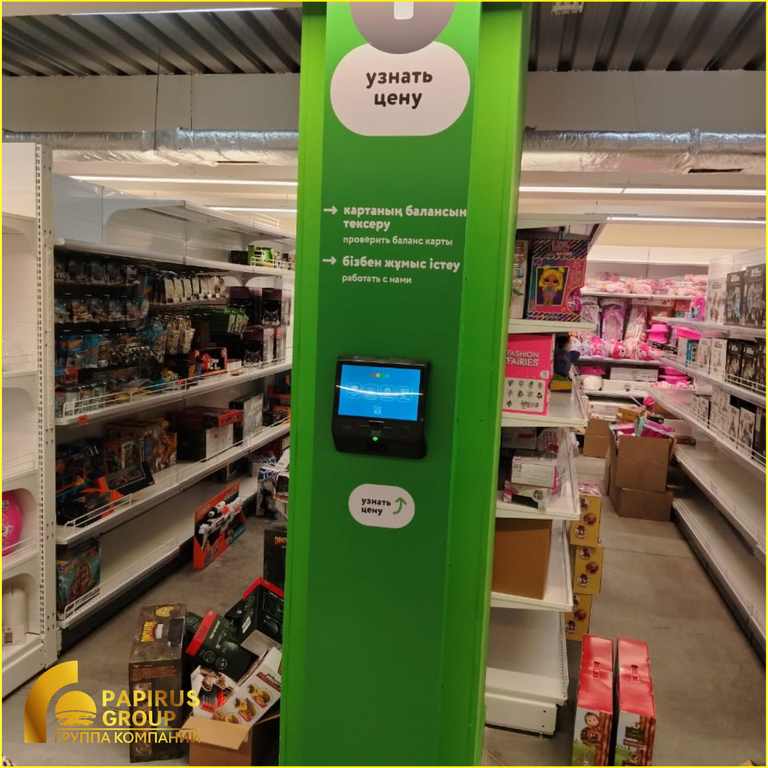 узнать
цену
→ картаның балансын
тексеру
проверить баланс карты
→ бізбен жұмыс істеу
работать с нами
узнать
цену
FASHION
FAIRIES
PAPIRUS
GROUP
ГРУППА КОМПАНИЙ